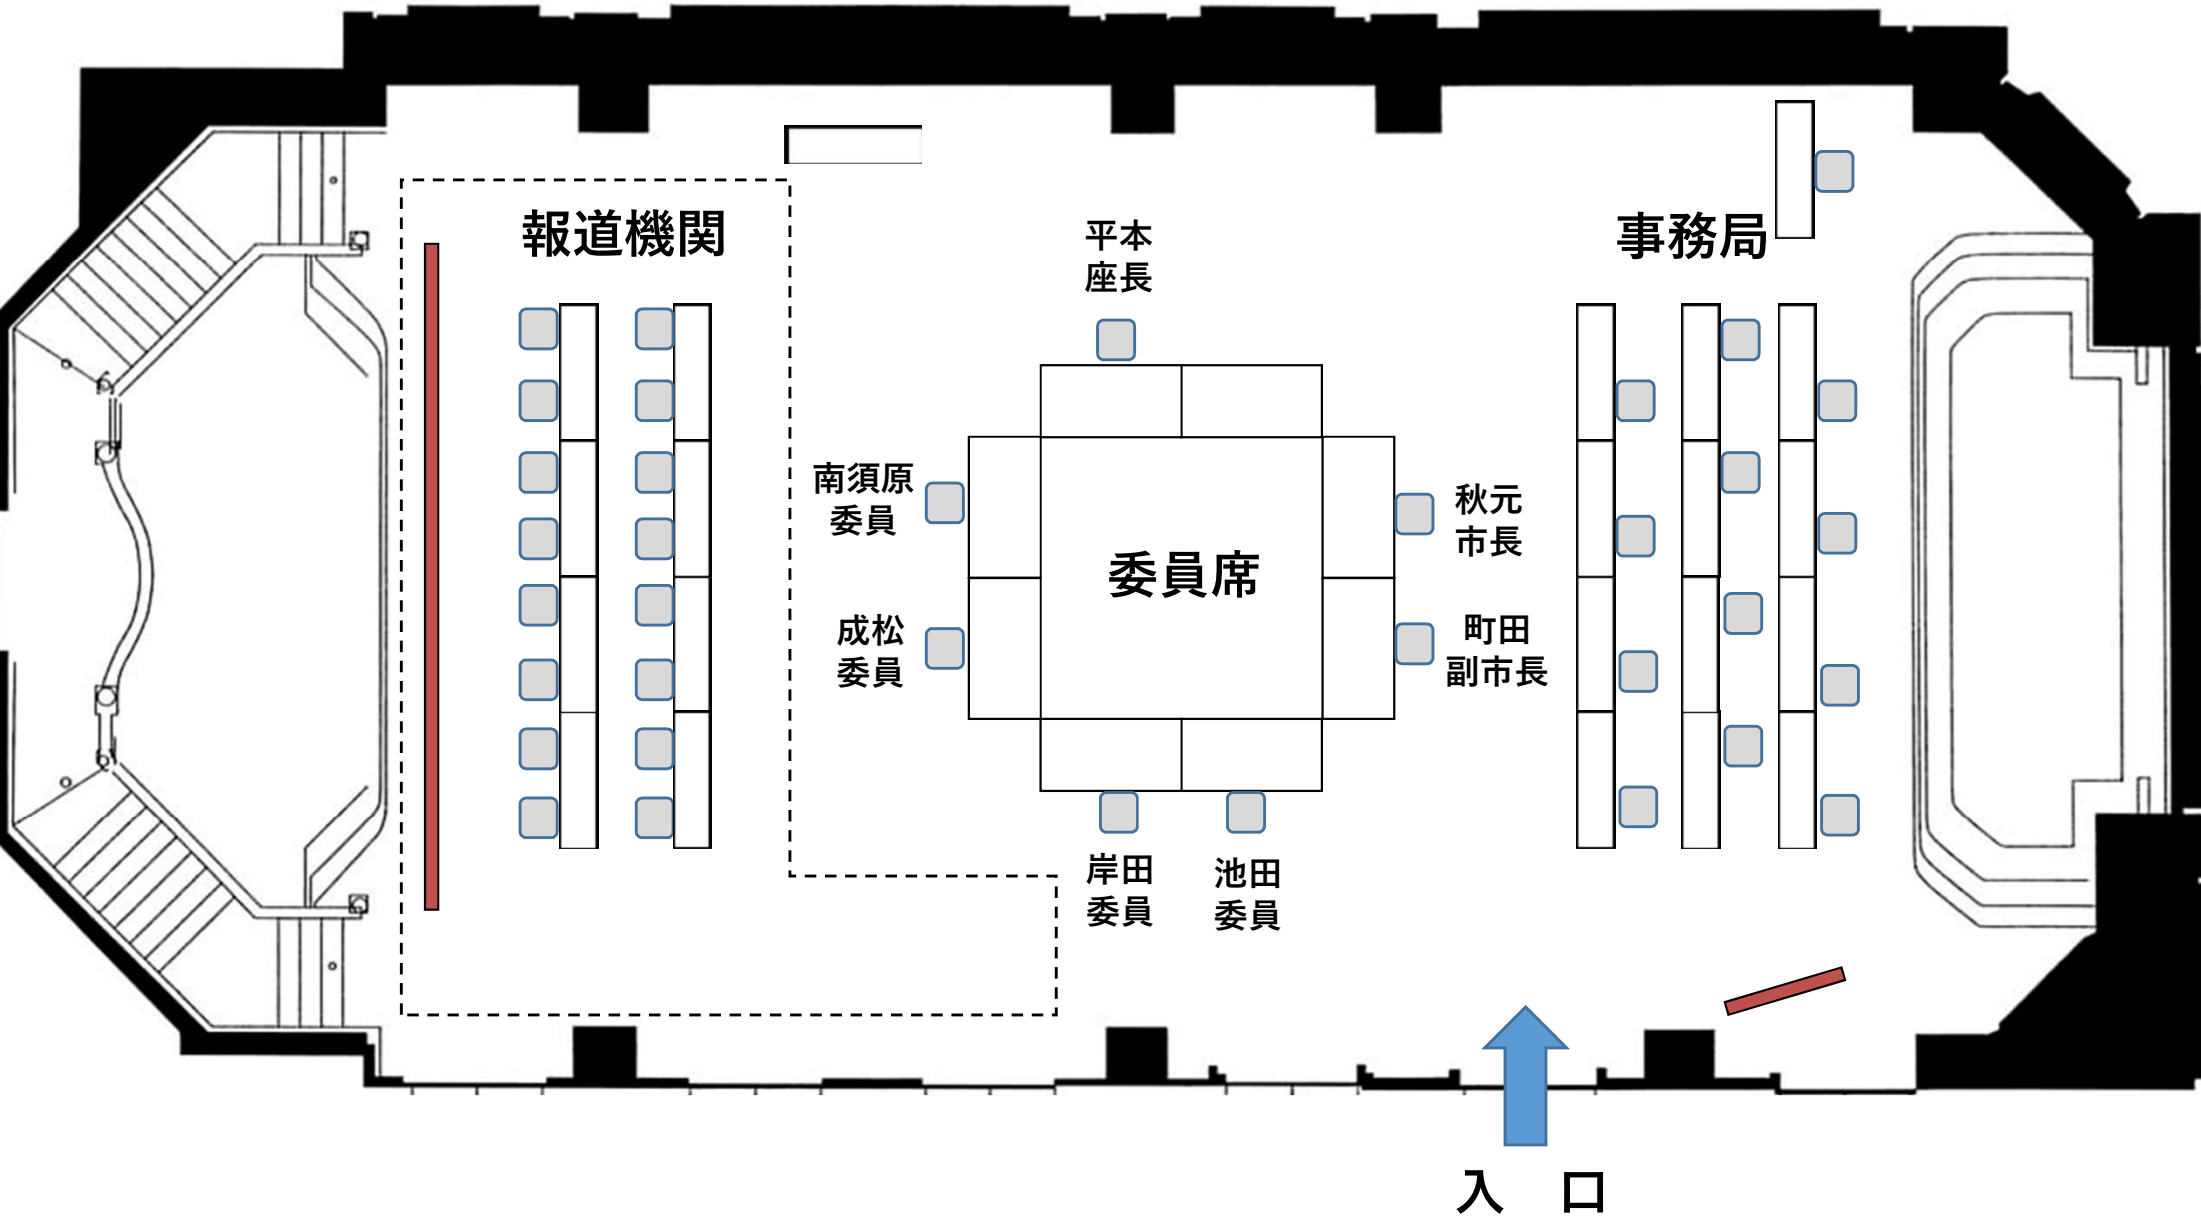 報道機関
事務局
平本
座長
南須原
委員
秋元
市長
委員席
成松
委員
町田
副市長
岸田
委員
池田
委員
入　口